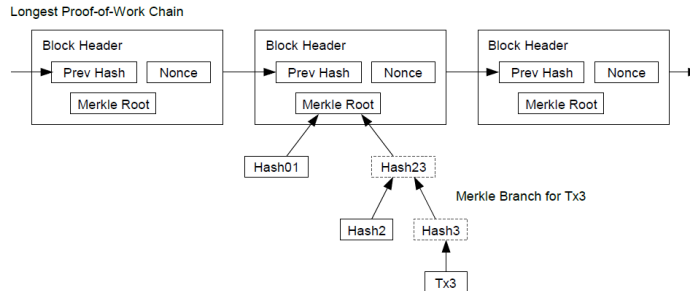 Longest Proof-of-Work Chain
Block Header
Prev Hash
Nonce
Merkle Root
Block Header
Prev Hash
Nonce
Merkle Root
Block Header
Prev Hash
Nonce
Merkle Root
Hash01
Hash23
Merkle Branch for Tx3
Hash2
Hash3
Tx3